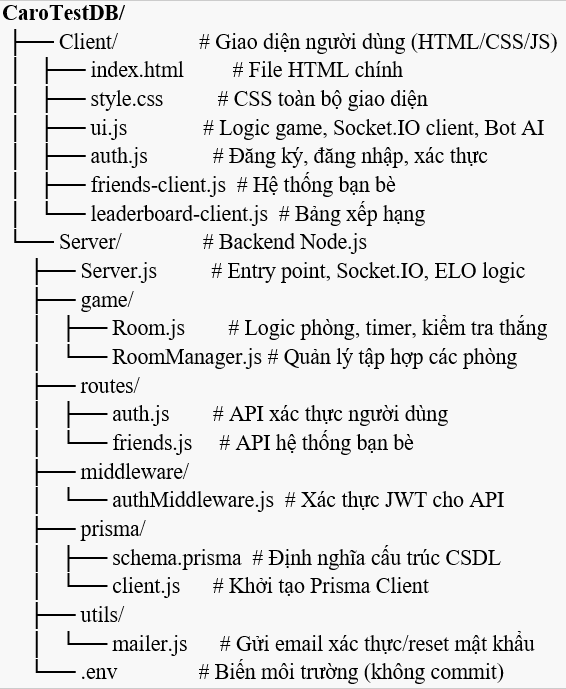 CaroTestDB/
├── Client/ # Giao diện người dùng (HTML/CSS/JS)
│ ├── index.html # File HTML chính
│ ├── style.css # CSS toàn bộ giao diện
│ ├── ui.js # Logic game, Socket.IO client, Bot AI
│ ├── auth.js # Đăng ký, đăng nhập, xác thực
│ ├── friends-client.js # Hệ thống bạn bè
│ └── leaderboard-client.js # Bảng xếp hạng
└── Server/ # Backend Node.js
├── Server.js # Entry point, Socket.IO, ELO logic
├── game/
│ ├── Room.js # Logic phòng, timer, kiểm tra thắng
│ └── RoomManager.js # Quản lý tập hợp các phòng
├── routes/
│ ├── auth.js # API xác thực người dùng
│ └── friends.js # API hệ thống bạn bè
├── middleware/
│ └── authMiddleware.js # Xác thực JWT cho API
├── prisma/
│ ├── schema.prisma # Định nghĩa cấu trúc CSDL
│ └── client.js # Khởi tạo Prisma Client
├── utils/
│ └── mailer.js # Gửi email xác thực/reset mật khẩu
└── .env # Biến môi trường (không commit)